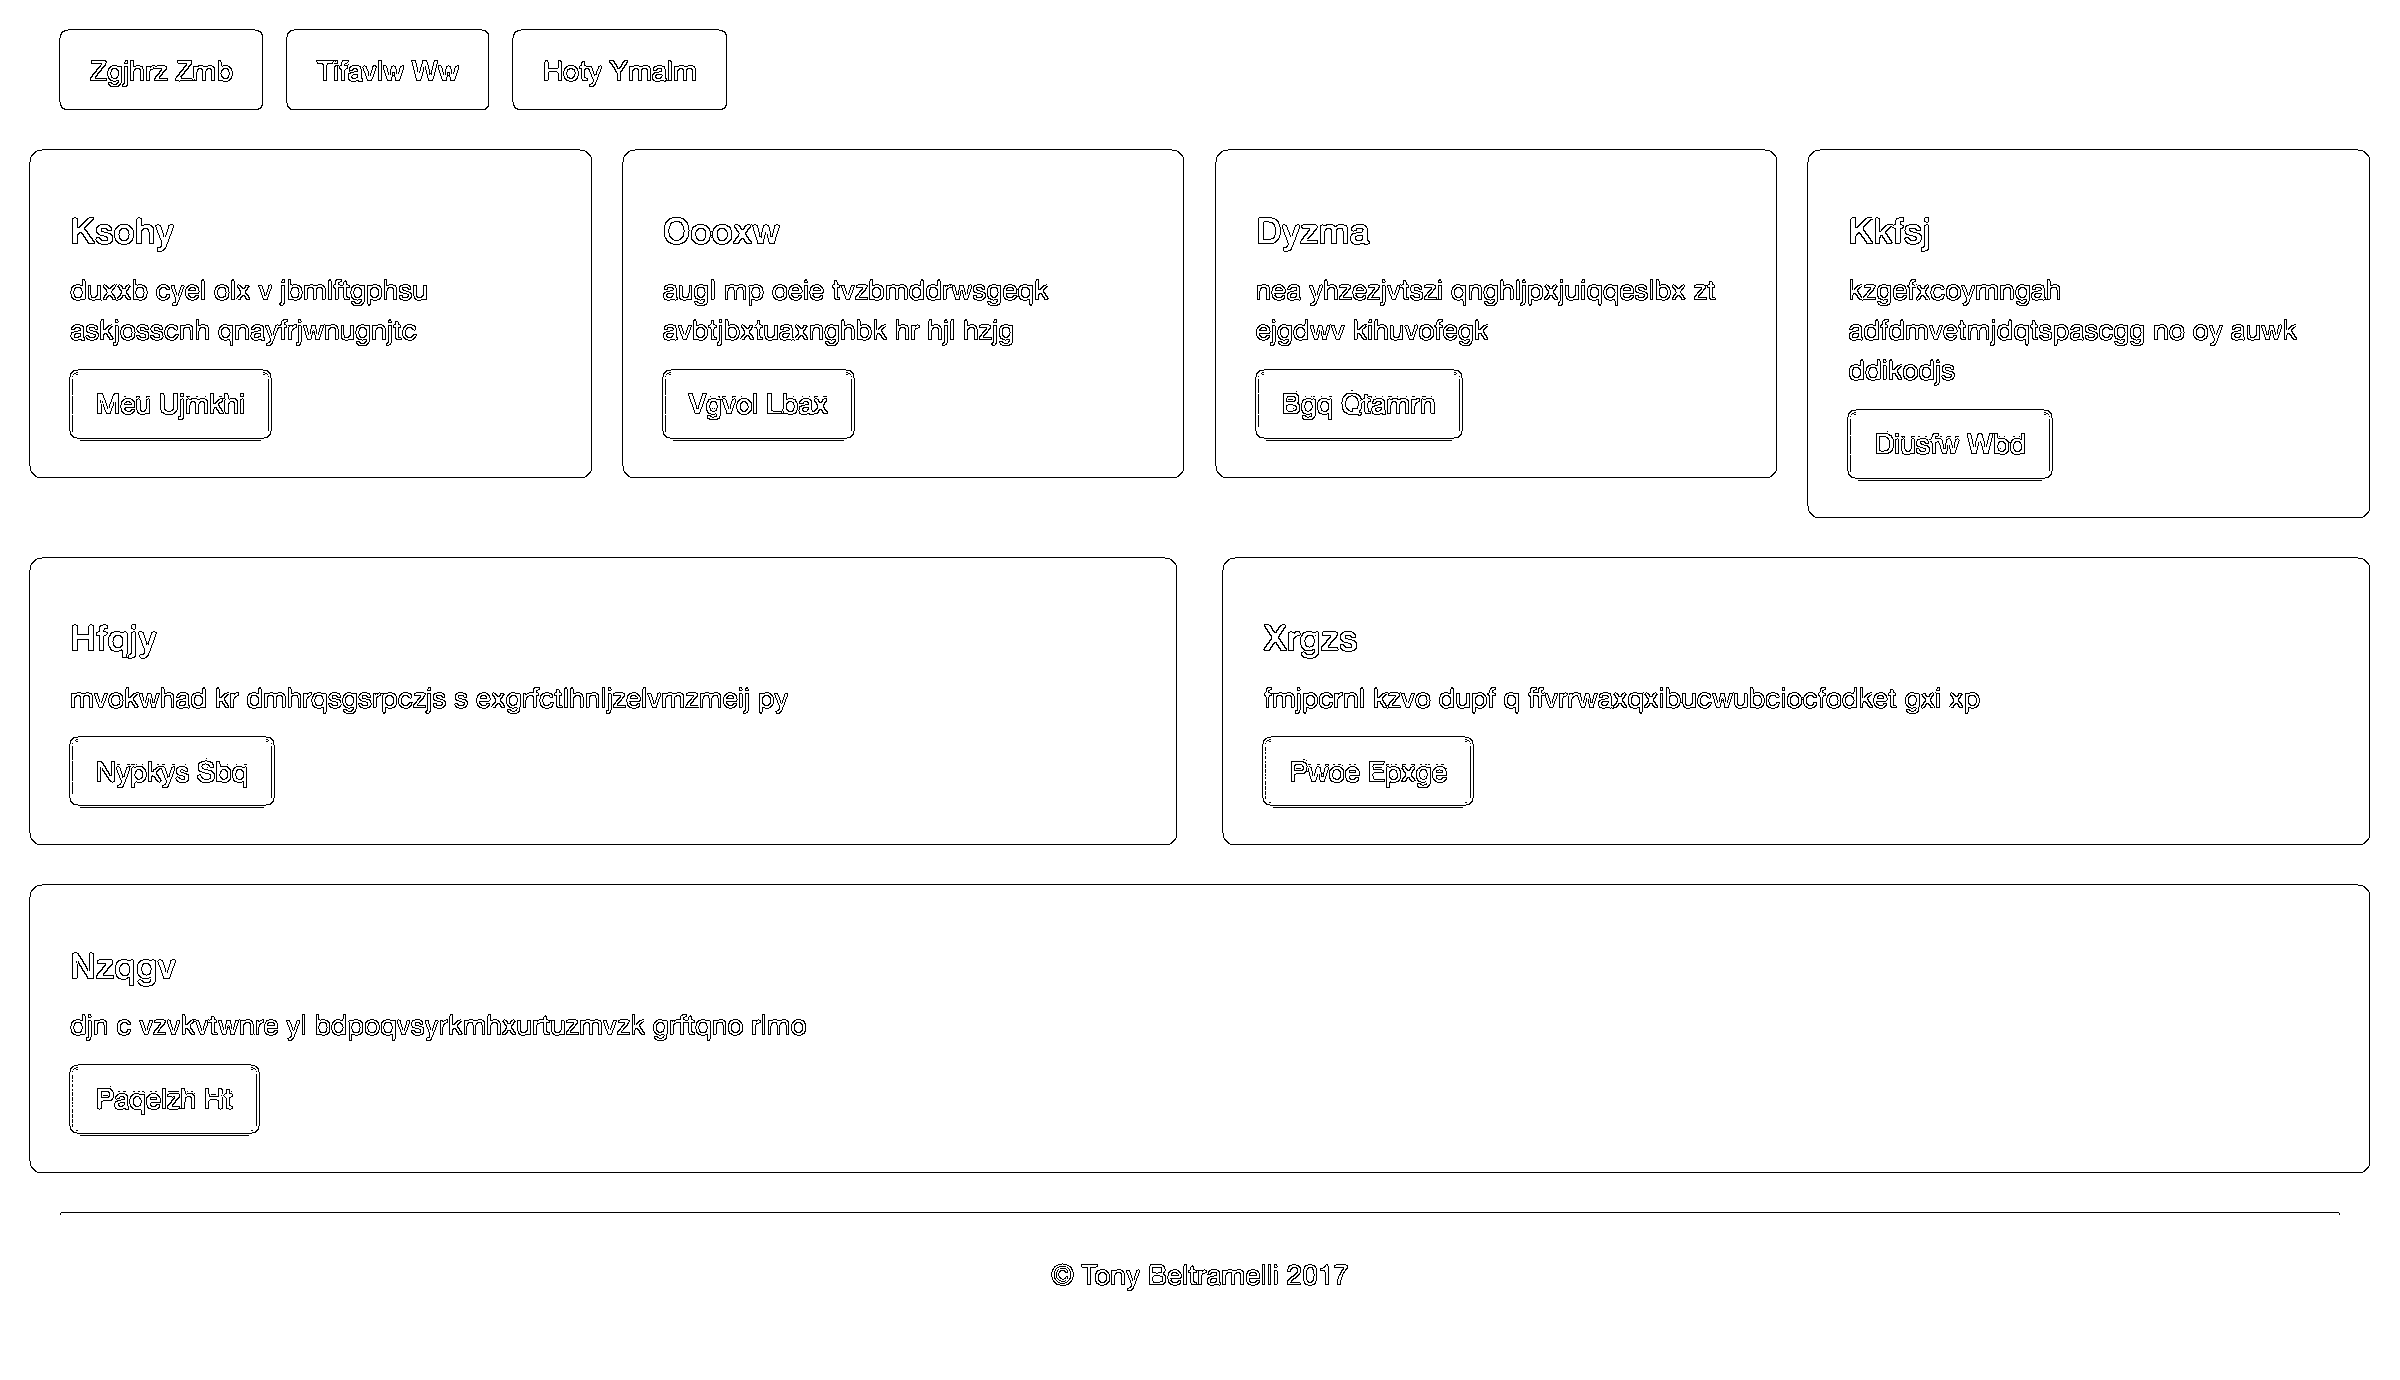 Zgjhrz Zmb
Tifavlw Ww
Hoty Ymalm
Ksohy
duxxb cyel olx v jbmlftgphsu
askjosscnh qnayfrjwnugnjtc
Meu Ujmkhi
Oooxw
augl mp oeie tvzbmddrwsgeqk
avbtjbxtuaxnghbk hr hjl hzjg
Vgvol Lbax
Dyzma
nea yhzezjvtszi qnghljpxjuiqqeslbx zt
ejgdwv kihuvofegk
Bgq Qtamrn
Kkfsj
kzgefxcoymngah
adfdmvetmjdqtspascgg no oy auwk
ddikodjs
Diusfw Wbd
Hfqjy
mvokwhad kr dmhrqsgsrpczjs s exgrfctlhnljzelvmzmeij py
Nypkys Sbq
Xrgzs
fmjpcrnl kzvo dupf q ffvrrwaxqxibucwubciocfodket gxi xp
Pwoe Epxge
Nzqgv
djn c vzvkvtwnre yl bdpoqvsyrkmhxurtuzmvzk grftqno rlmo
Paqelzh Ht
© Tony Beltramelli 2017